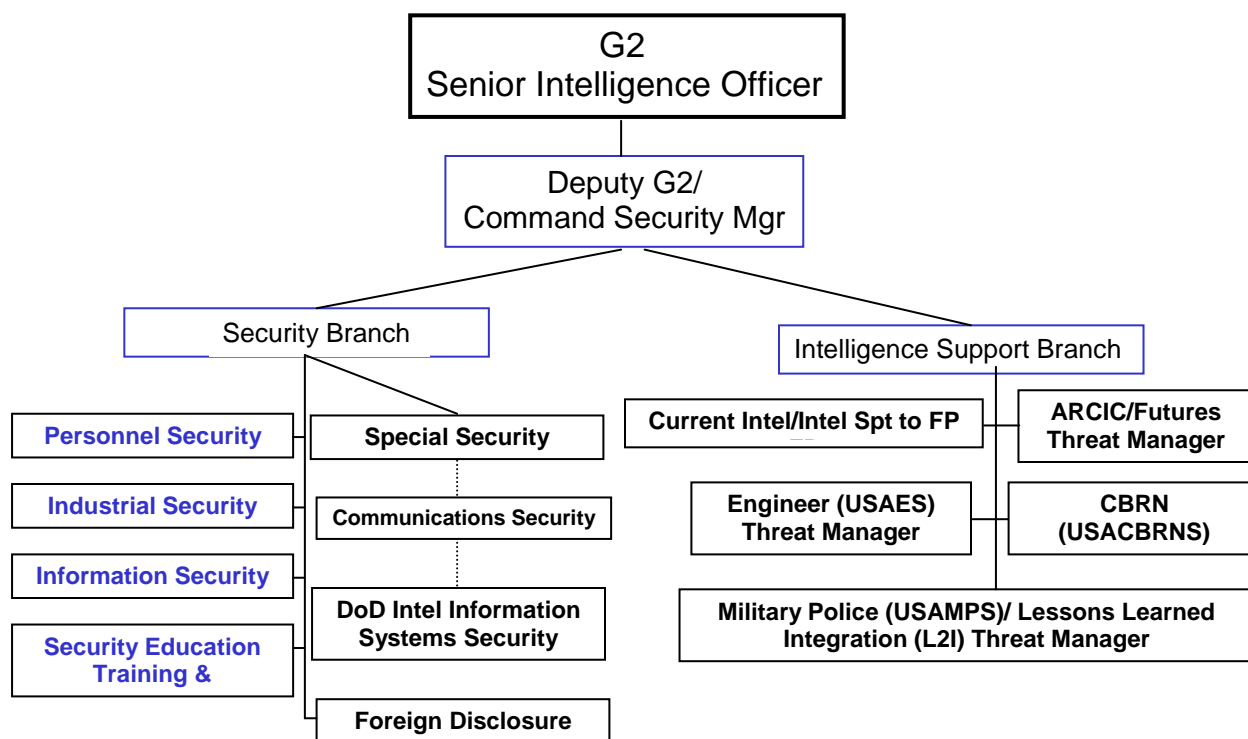 G2
Senior Intelligence Officer
Deputy G2/
Command Security Mgr
Security Branch
Intelligence Support Branch
Personnel Security
Industrial Security
Information Security
Security Education
Training &
Special Security
Communications Security
DoD Intel Information
Systems Security
Foreign Disclosure
Current Intel/Intel Spt to FP
ARCIC/Futures
Threat Manager
Engineer (USAES)
Threat Manager
CBRN
(USACBRNS)
Military Police (USAMPS)/ Lessons Learned
Integration (L2I) Threat Manager